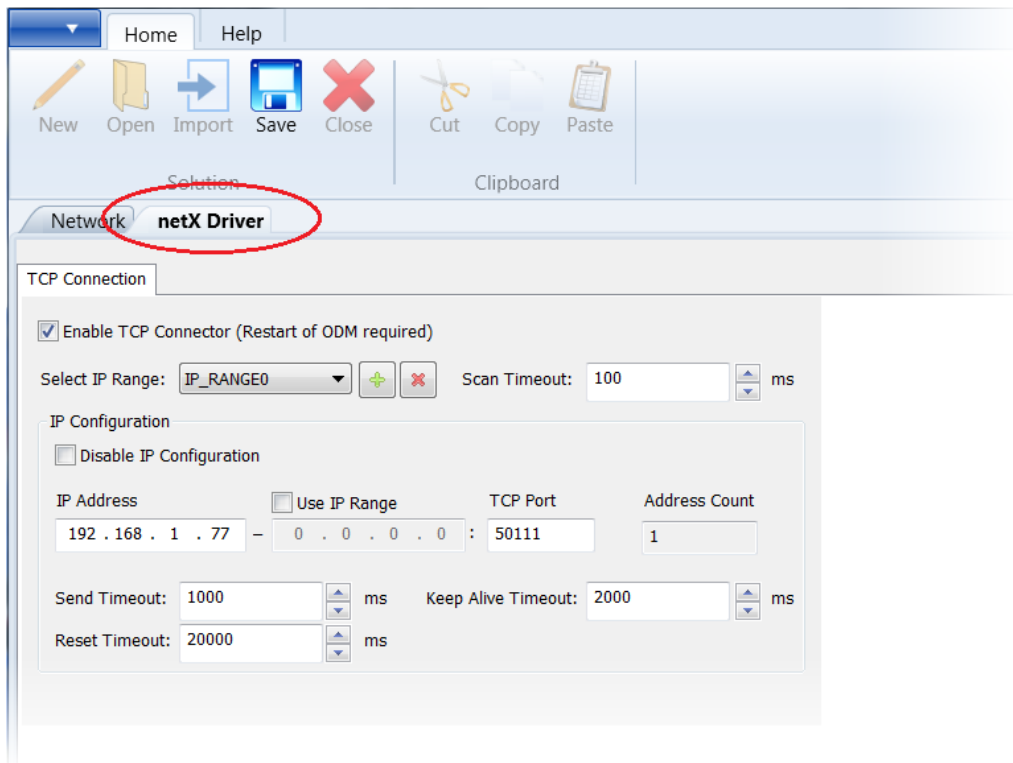 Home Help
New Open Import Save Close Cut Copy Paste
Solution Clipboard
Network netX Driver
TCP Connection
Enable TCP Connector (Restart of ODM required)
Select IP Range: IP_RANGE0 Scan Timeout: 100 ms
IP Configuration
Disable IP Configuration
IP Address Use IP Range TCP Port Address Count
192 . 168 . 1 . 77 – 0 . 0 . 0 . 0 : 50111 1
Send Timeout: 1000 ms Keep Alive Timeout: 2000 ms
Reset Timeout: 20000 ms